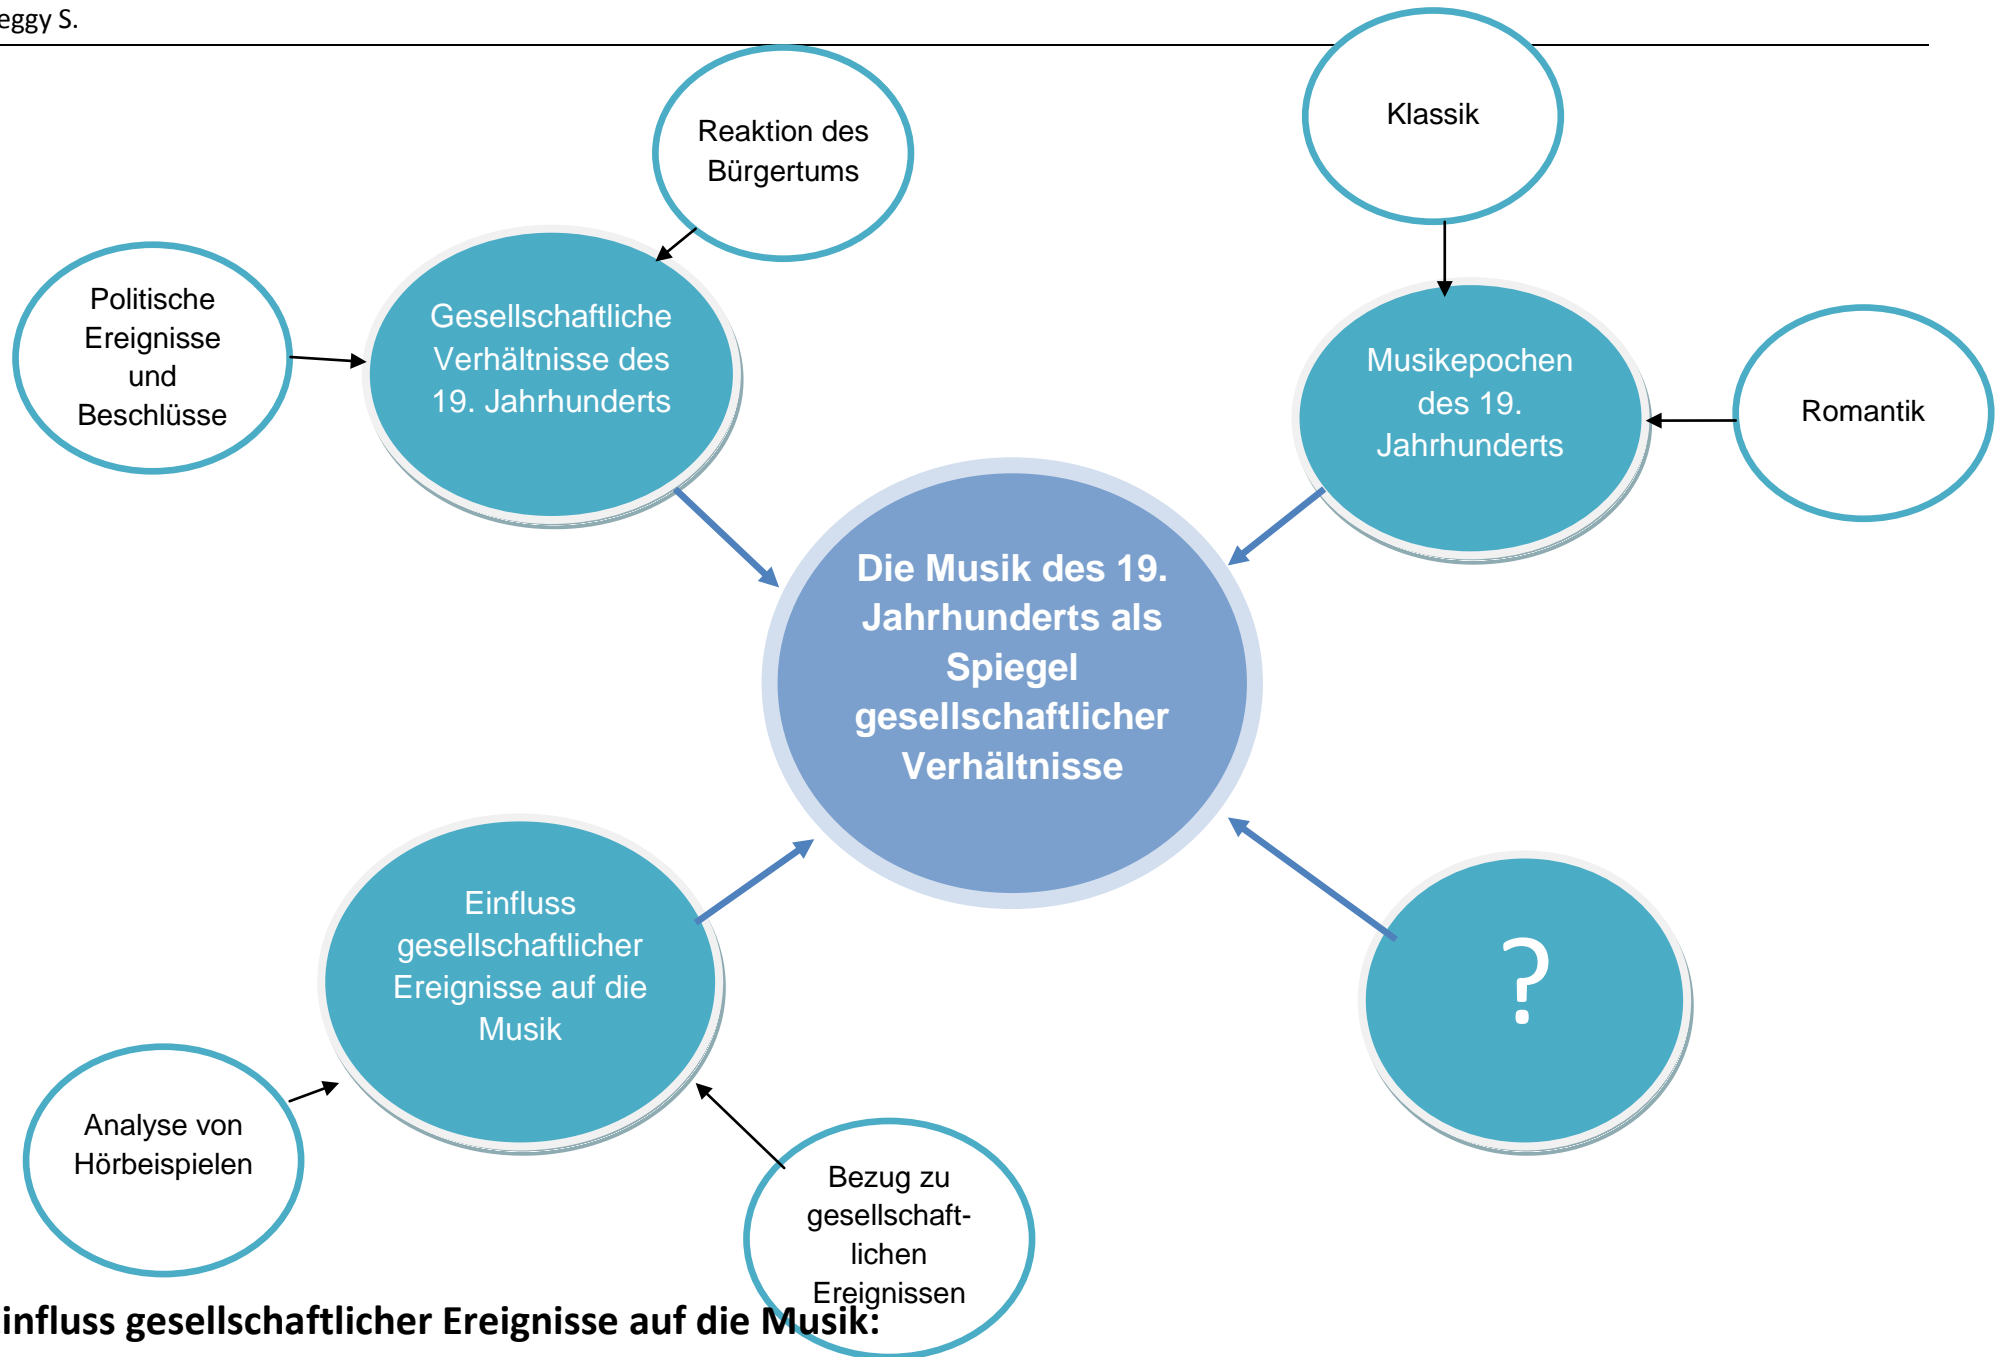 eggy S.
Reaktion des
Bürgertums
Klassik
Politische
Ereignisse
und
Beschlüsse
Gesellschaftliche
Verhältnisse des
19. Jahrhunderts
Musikepochen
des 19.
Jahrhunderts
Romantik
Die Musik des 19.
Jahrhunderts als
Spiegel
gesellschaftlicher
Verhältnisse
Einfluss
gesellschaftlicher
Ereignisse auf die
Musik
?
Analyse von
Hörbeispielen
Bezug zu
gesellschaft-
lichen
Ereignissen
influss gesellschaftlicher Ereignisse auf die Musik: